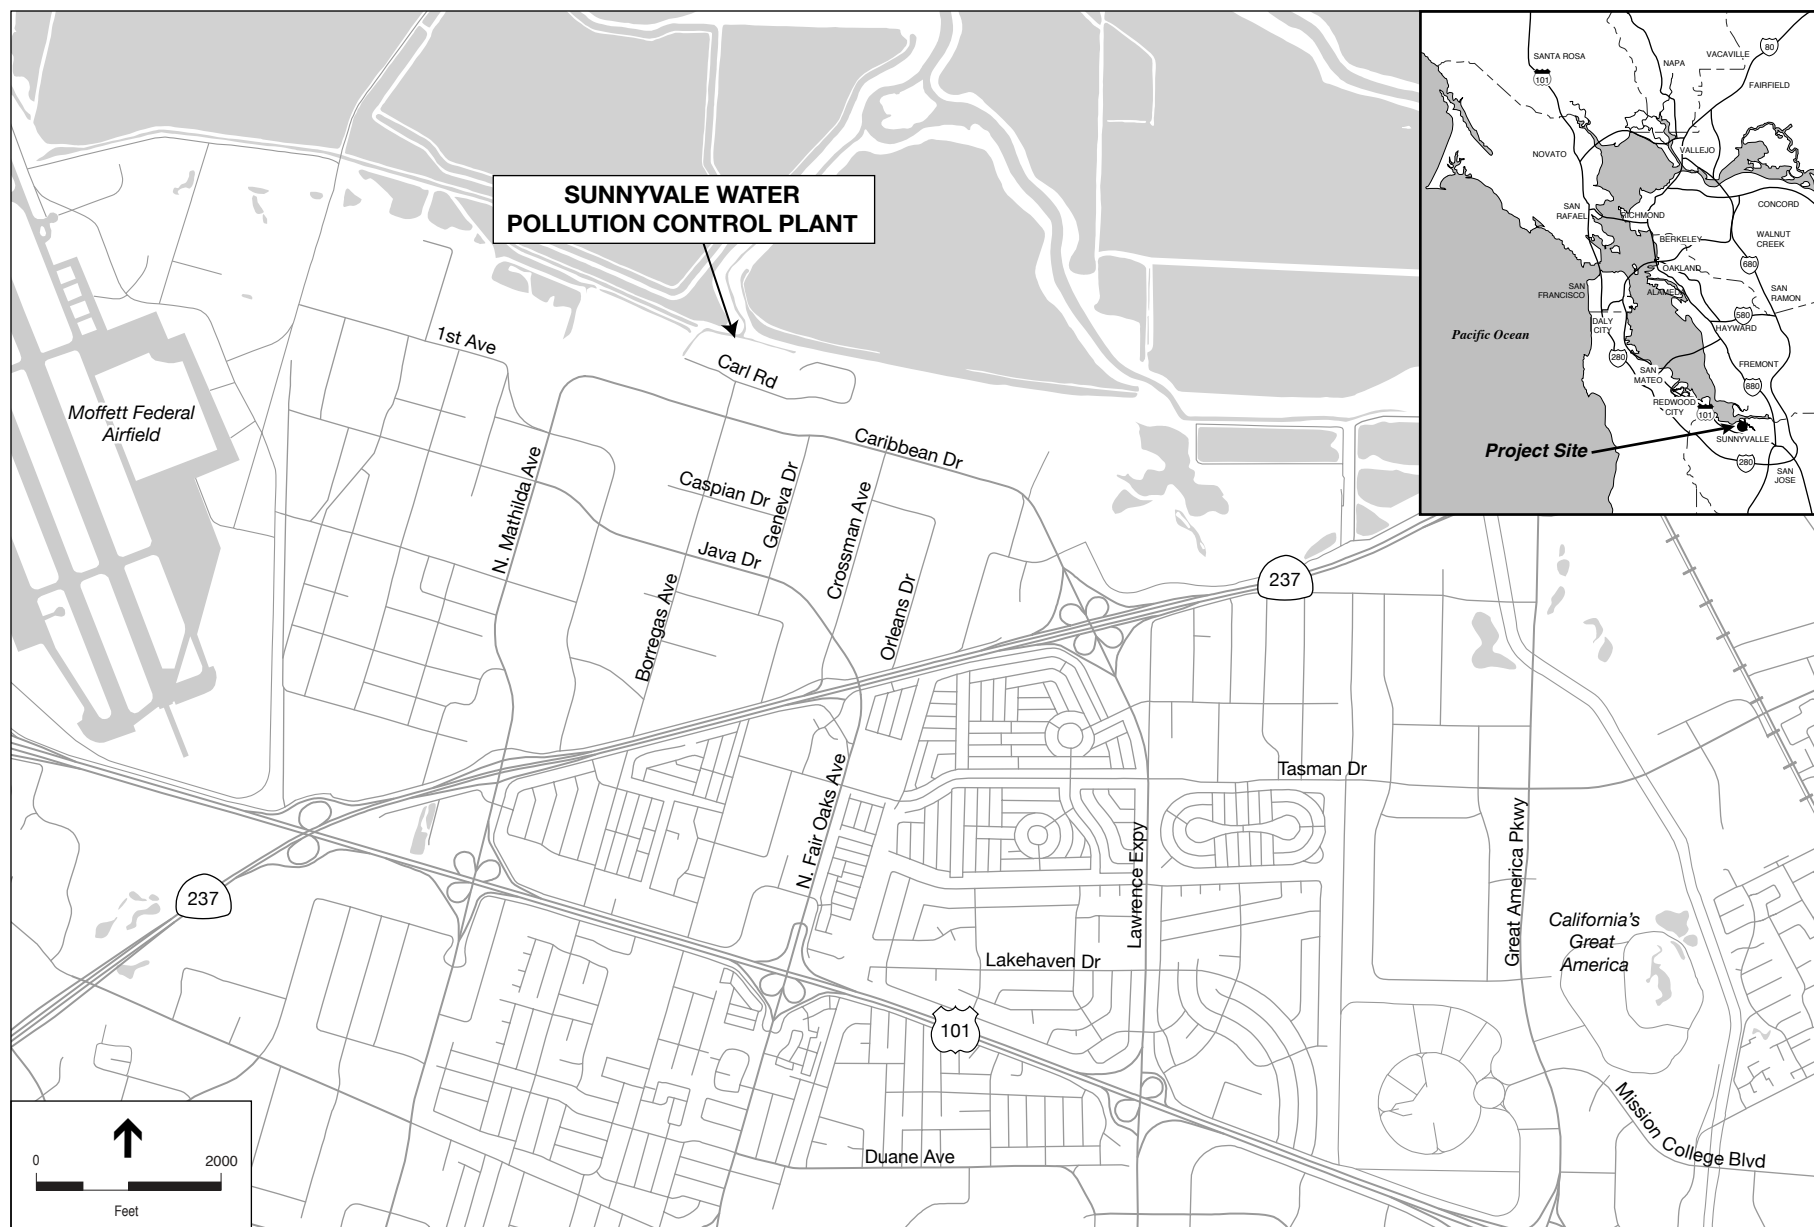 SUNNYVALE WATER
POLLUTION CONTROL PLANT
1st Ave
Carl Rd
Moffett Federal
Airfield
Caribbean Dr
N. Mathilda Ave
Caspian Dr
Geneva Dr
Crossman Ave
Java Dr
Borregas Ave
Orleans Dr
237
Tasman Dr
N. Fair Oaks Ave
Lawrence Expy
Great America Pkwy
237
California's
Great
America
Lakehaven Dr
101
Mission College Blvd
Duane Ave
0 2000
Feet
SANTA ROSA
101
NAPA
VACAVILLE
80
FAIRFIELD
NOVATO
VALLEJO
SAN
RAFAEL
RICHMOND
CONCORD
BERKELEY
WALNUT
CREEK
OAKLAND
680
SAN
FRANCISCO
ALAMEDA
SAN
RAMON
580
DALY
CITY
HAYWARD
Pacific Ocean
280
SAN
MATEO
FREMONT
880
REDWOOD
CITY
101
SUNNYVALLE
Project Site
280
SAN
JOSE